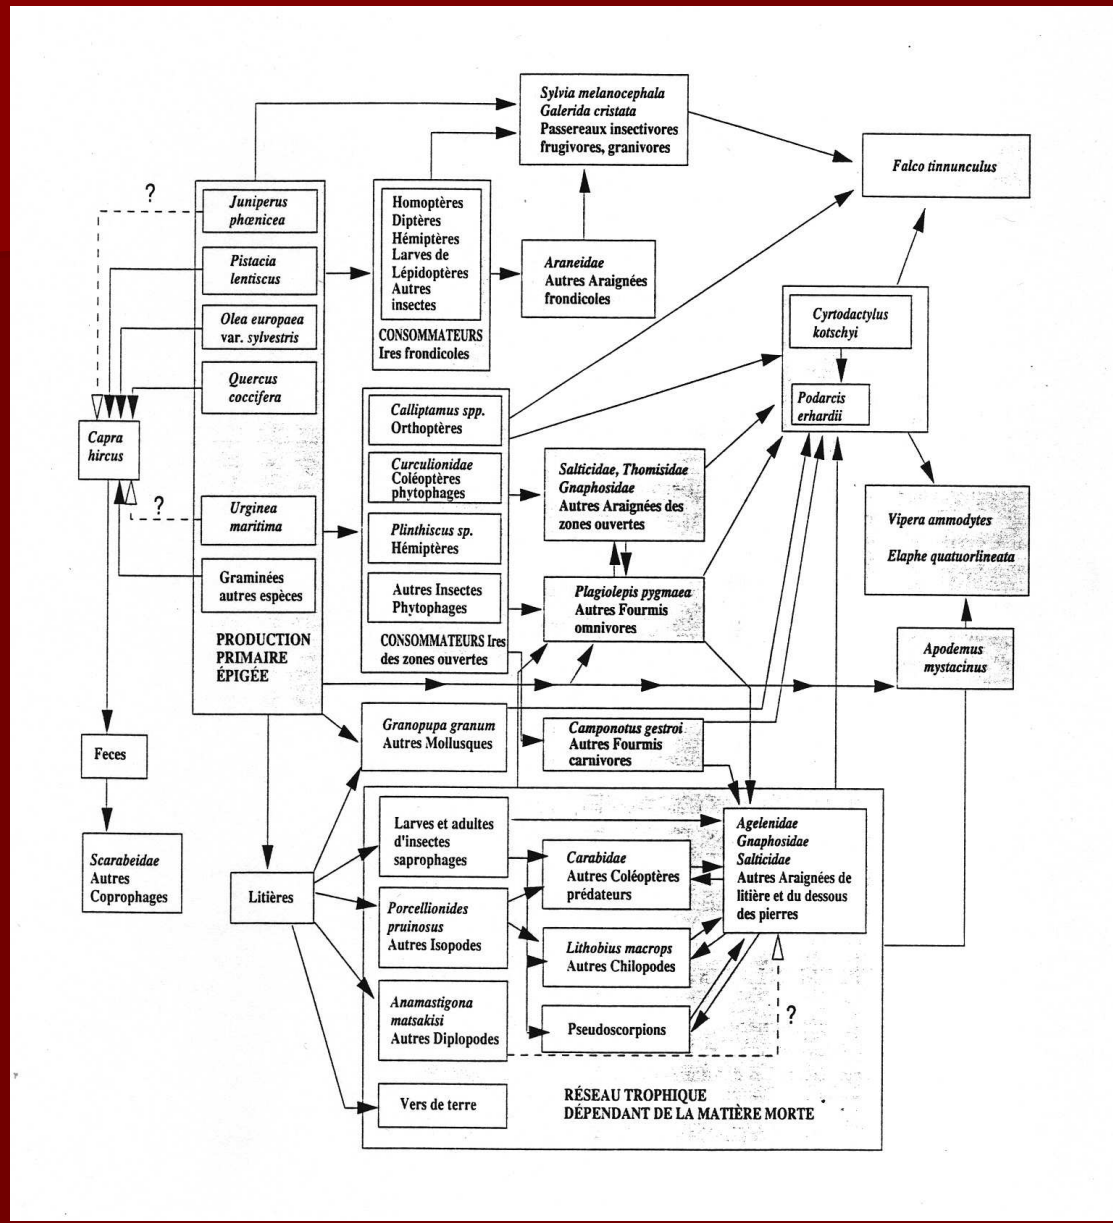 Sylvia melanocephala
Galerida cristata
Passereaux insectivores
frugivores, granivores
Falco tinnunculus
?
Juniperus
phœnicea
Pistacia
lentiscus
Olea europaea
var. sylvestris
Quercus
coccifera
Urginea
maritima
Graminées
autres espèces
PRODUCTION
PRIMAIRE
ÉPIGÉE
Homoptères
Diptères
Hémiptères
Larves de
Lépidoptères
Autres
insectes
CONSOMMATEURS
Ires frondicoles
Araneidae
Autres Araignées
frondicoles
Cyrtodactylus
kotschyi
Podarcis
erhardii
Capra
hircus
?
Calliptamus spp.
Orthoptères
Curculionidae
Coléoptères
phytophages
Plinthiscus sp.
Hémiptères
Autres Insectes
Phytophages
CONSOMMATEURS Ires
des zones ouvertes
Salticidae, Thomisidae
Gnaphosidae
Autres Araignées des
zones ouvertes
Plagiolepis pygmaea
Autres Fourmis
omnivores
Vipera ammodytes
Elaphe quatuorlineata
Apodemus
mystacinus
Granopupa granum
Autres Mollusques
Camponotus gestroi
Autres Fourmis
carnivores
Feces
Scarabeidae
Autres
Coprophages
Litières
Larves et adultes
d'insectes
saprophages
Porcellionides
pruinosus
Autres Isopodes
Anamastigona
matsakisi
Autres Diplopodes
Vers de terre
Carabidae
Autres Coléoptères
prédateurs
Lithobius macrops
Autres Chilopodes
Pseudoscorpions
Agelenidae
Gnaphosidae
Salticidae
Autres Araignées de
litière et du dessous
des pierres
?
RÉSEAU TROPHIQUE
DÉPENDANT DE LA MATIÈRE MORTE